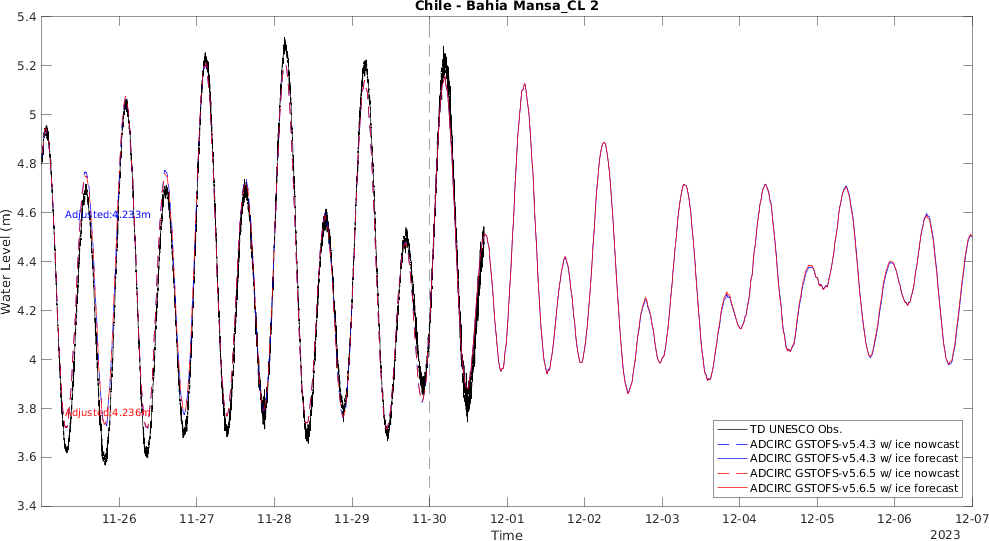 Chile - Bahia Mansa_CL 2
Water Level (m)
5.4
5.2
5
4.8
4.6
4.4
4.2
4
3.8
3.6
3.4
Adjusted:4.233m
Adjusted:4.236m
TD UNESCO Obs.
ADCIRC GSTOFS-v5.4.3 w/ ice nowcast
ADCIRC GSTOFS-v5.4.3 w/ ice forecast
ADCIRC GSTOFS-v5.6.5 w/ ice nowcast
ADCIRC GSTOFS-v5.6.5 w/ ice forecast
11-26 11-27 11-28 11-29 11-30 12-01 12-02 12-03 12-04 12-05 12-06 12-07
Time
2023